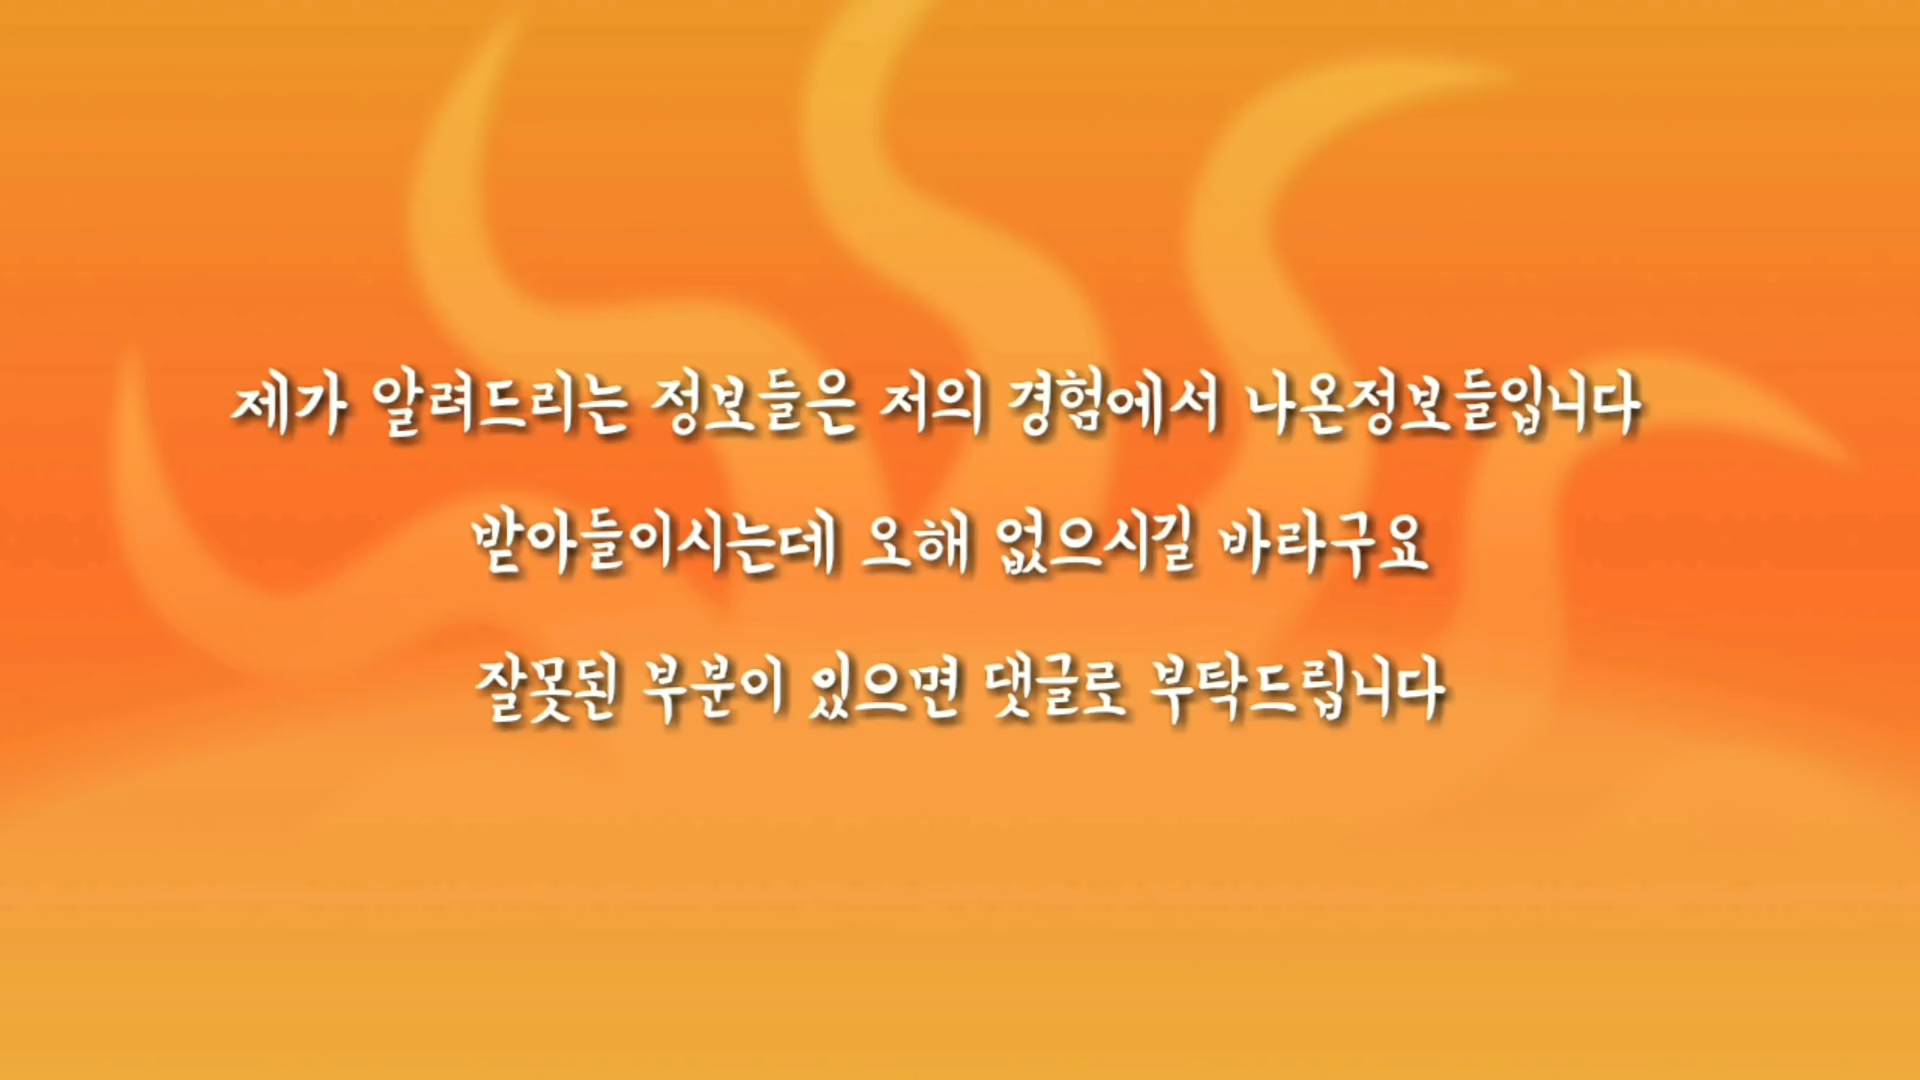 제가 알려드리는 정보들은 저의 경험에서 나온정보들입니다
받아들이시는데 오해 없으시길 바라구요
잘못된 부분이 있으면 댓글로 부탁드립니다